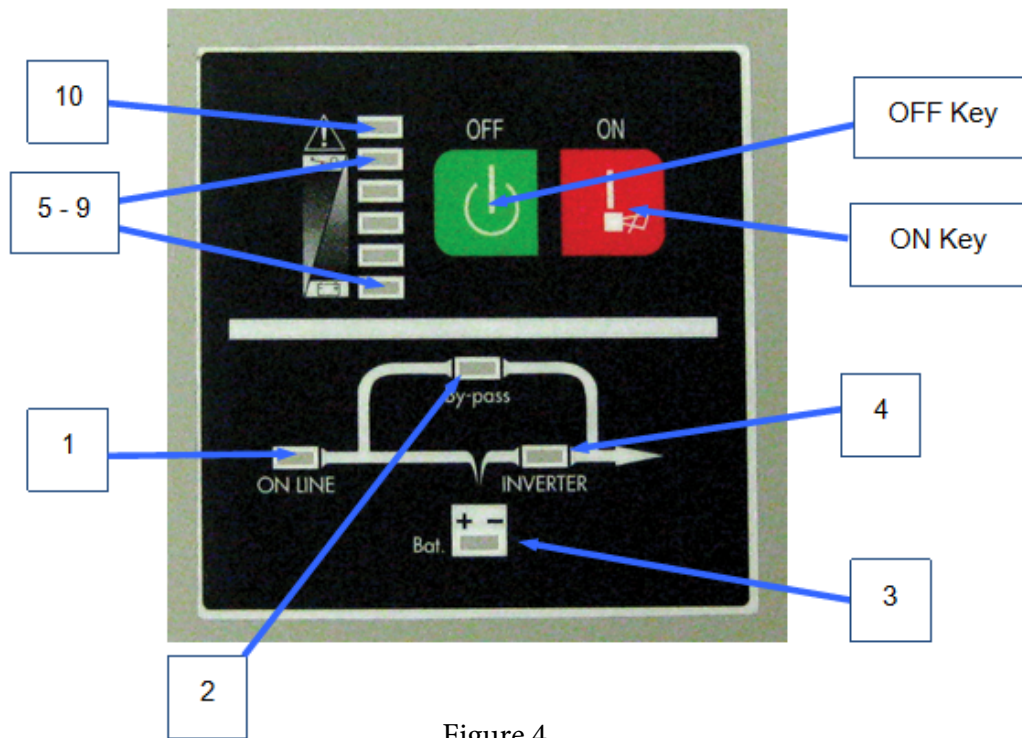 10
OFF
ON
OFF Key
5 - 9
ON Key
By-pass
4
1
ON LINE
INVERTER
+ −
Bat.
3
2
Figure 4